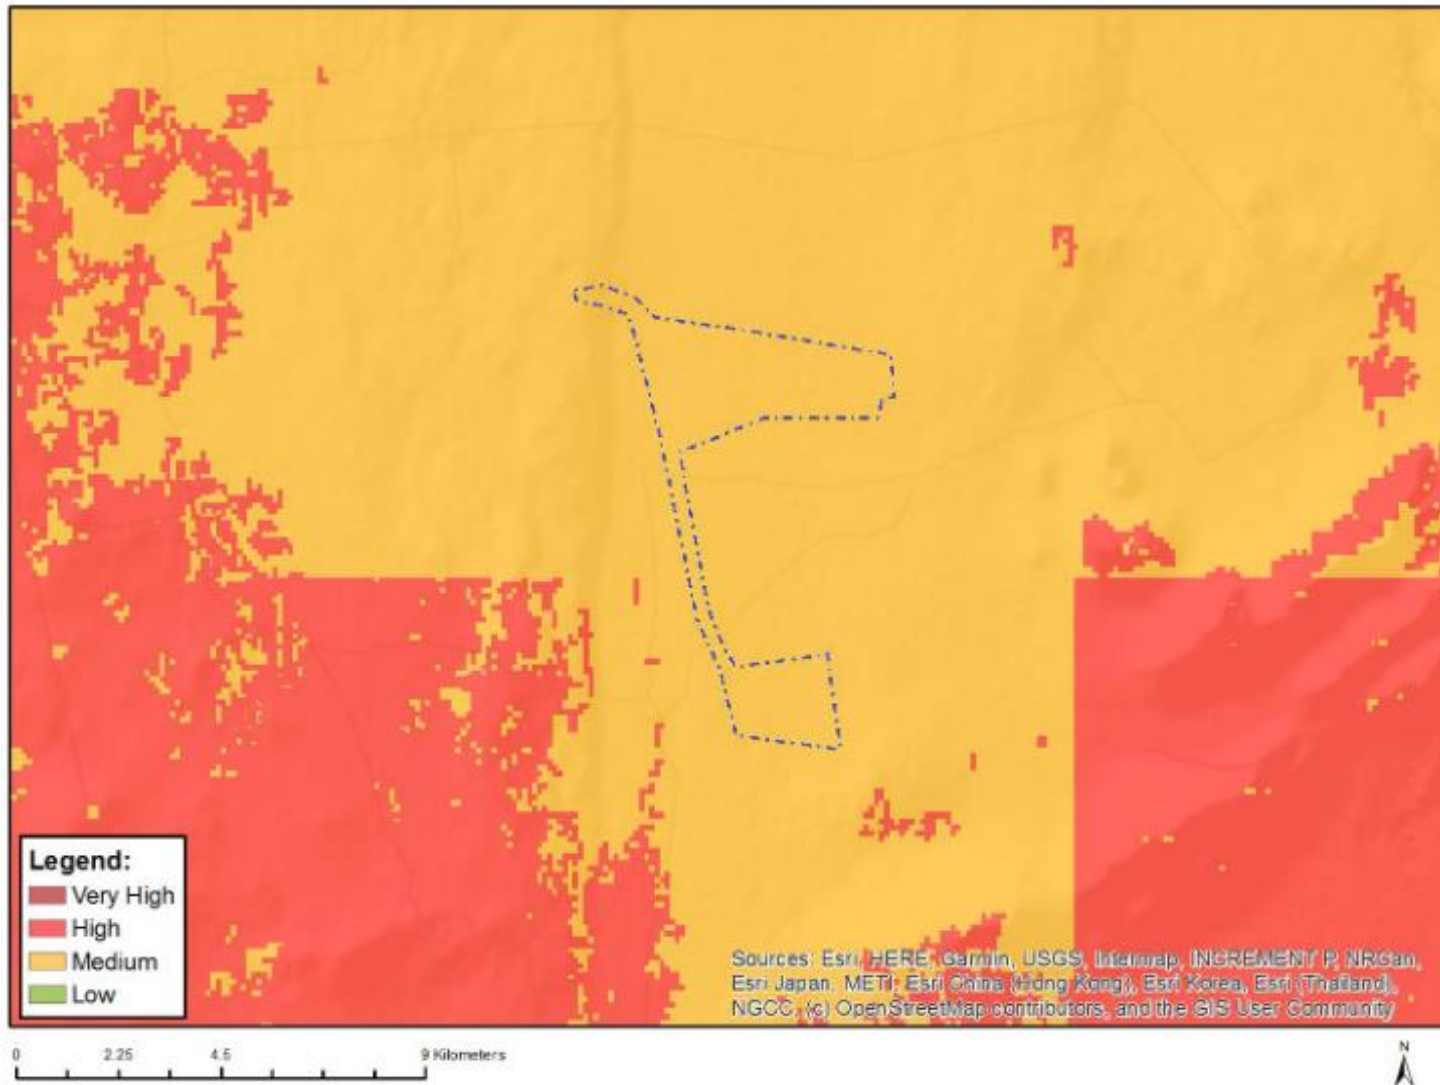 Legend:
Very High
High
Medium
Low
Sources: Esri, HERE, Garmin, USGS, Intermap, INCREMENT P, NRCan,
Esri Japan, METI, Esri China (Hong Kong), Esri Korea, Esri (Thailand),
NGCC, (c) OpenStreetMap contributors, and the GIS User Community
0 2.25 4.5 9 Kilometers
N